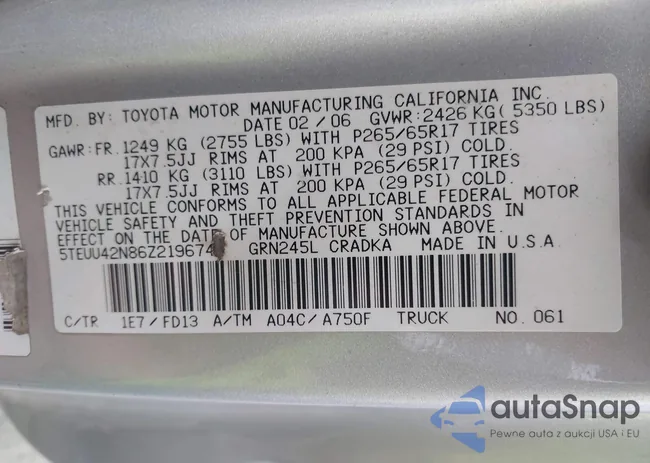 MFD. BY: TOYOTA MOTOR MANUFACTURING CALIFORNIA INC.
DATE 02 / 06 GVWR:2426 KG( 5350 LBS)
GAWR:FR.1249 KG (2755 LBS) WITH P265/65R17 TIRES
17X7.5JJ RIMS AT 200 KPA (29 PSI) COLD.
RR.1410 KG (3110 LBS) WITH P265/65R17 TIRES
17X7.5JJ RIMS AT 200 KPA (29 PSI) COLD.
THIS VEHICLE CONFORMS TO ALL APPLICABLE FEDERAL MOTOR
VEHICLE SAFETY AND THEFT PREVENTION STANDARDS IN
EFFECT ON THE DATE OF MANUFACTURE SHOWN ABOVE.
GRN245L CRADKA MADE IN U.S.A.
C/TR 1E7/FD13 A/TM A04C/A750F TRUCK NO. 061
autaSnap
Pewne auta z aukcji USA i EU